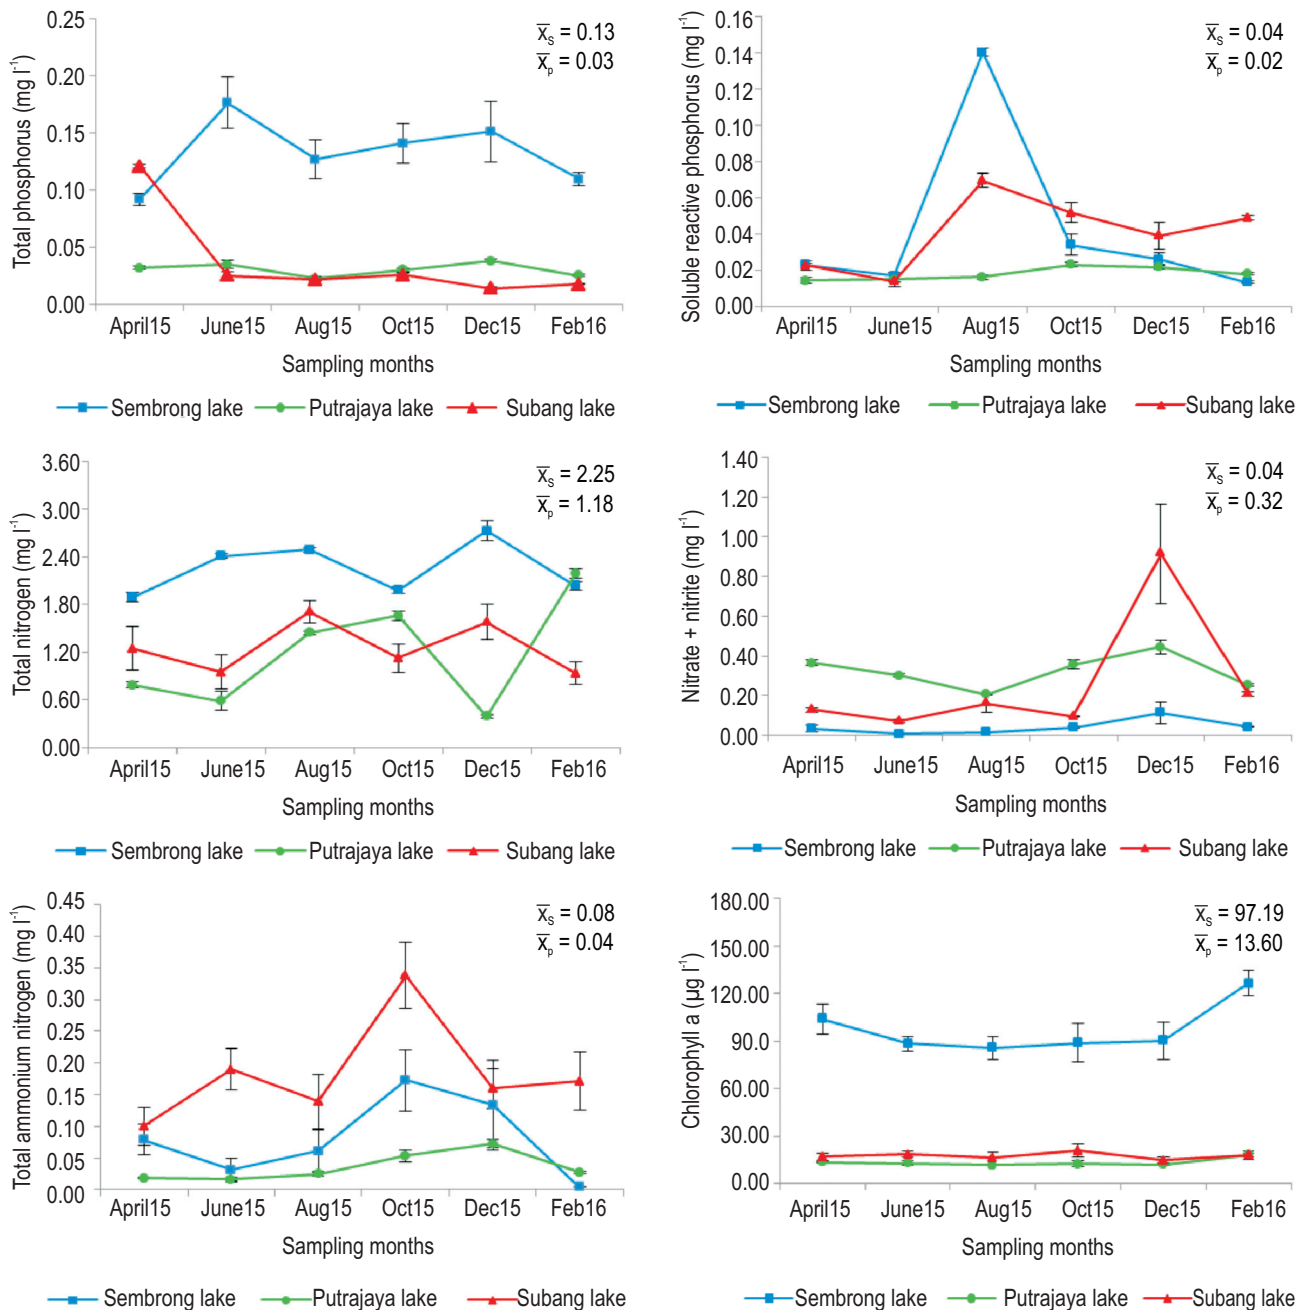 Total phosphorus (mg l⁻¹)
0.25
0.20
0.15
0.10
0.05
0.00
x̅s = 0.13
x̅p = 0.03
April15 June15 Aug15 Oct15 Dec15 Feb16
Sampling months
Sembrong lake Putrajaya lake Subang lake
Soluble reactive phosphorus (mg l⁻¹)
0.16
0.14
0.12
0.10
0.08
0.06
0.04
0.02
0.00
x̅s = 0.04
x̅p = 0.02
April15 June15 Aug15 Oct15 Dec15 Feb16
Sampling months
Sembrong lake Putrajaya lake Subang lake
Total nitrogen (mg l⁻¹)
3.60
3.00
2.40
1.80
1.20
0.60
0.00
x̅s = 2.25
x̅p = 1.18
April15 June15 Aug15 Oct15 Dec15 Feb16
Sampling months
Sembrong lake Putrajaya lake Subang lake
Nitrate + nitrite (mg l⁻¹)
1.40
1.20
1.00
0.80
0.60
0.40
0.20
0.00
x̅s = 0.04
x̅p = 0.32
April15 June15 Aug15 Oct15 Dec15 Feb16
Sampling months
Sembrong lake Putrajaya lake Subang lake
Total ammonium nitrogen (mg l⁻¹)
0.45
0.40
0.35
0.30
0.25
0.20
0.15
0.10
0.05
0.00
x̅s = 0.08
x̅p = 0.04
April15 June15 Aug15 Oct15 Dec15 Feb16
Sampling months
Sembrong lake Putrajaya lake Subang lake
Chlorophyll a (µg l⁻¹)
180.00
150.00
120.00
90.0
60.00
30.00
00.00
x̅s = 97.19
x̅p = 13.60
April15 June15 Aug15 Oct15 Dec15 Feb16
Sampling months
Sembrong lake Putrajaya lake Subang lake